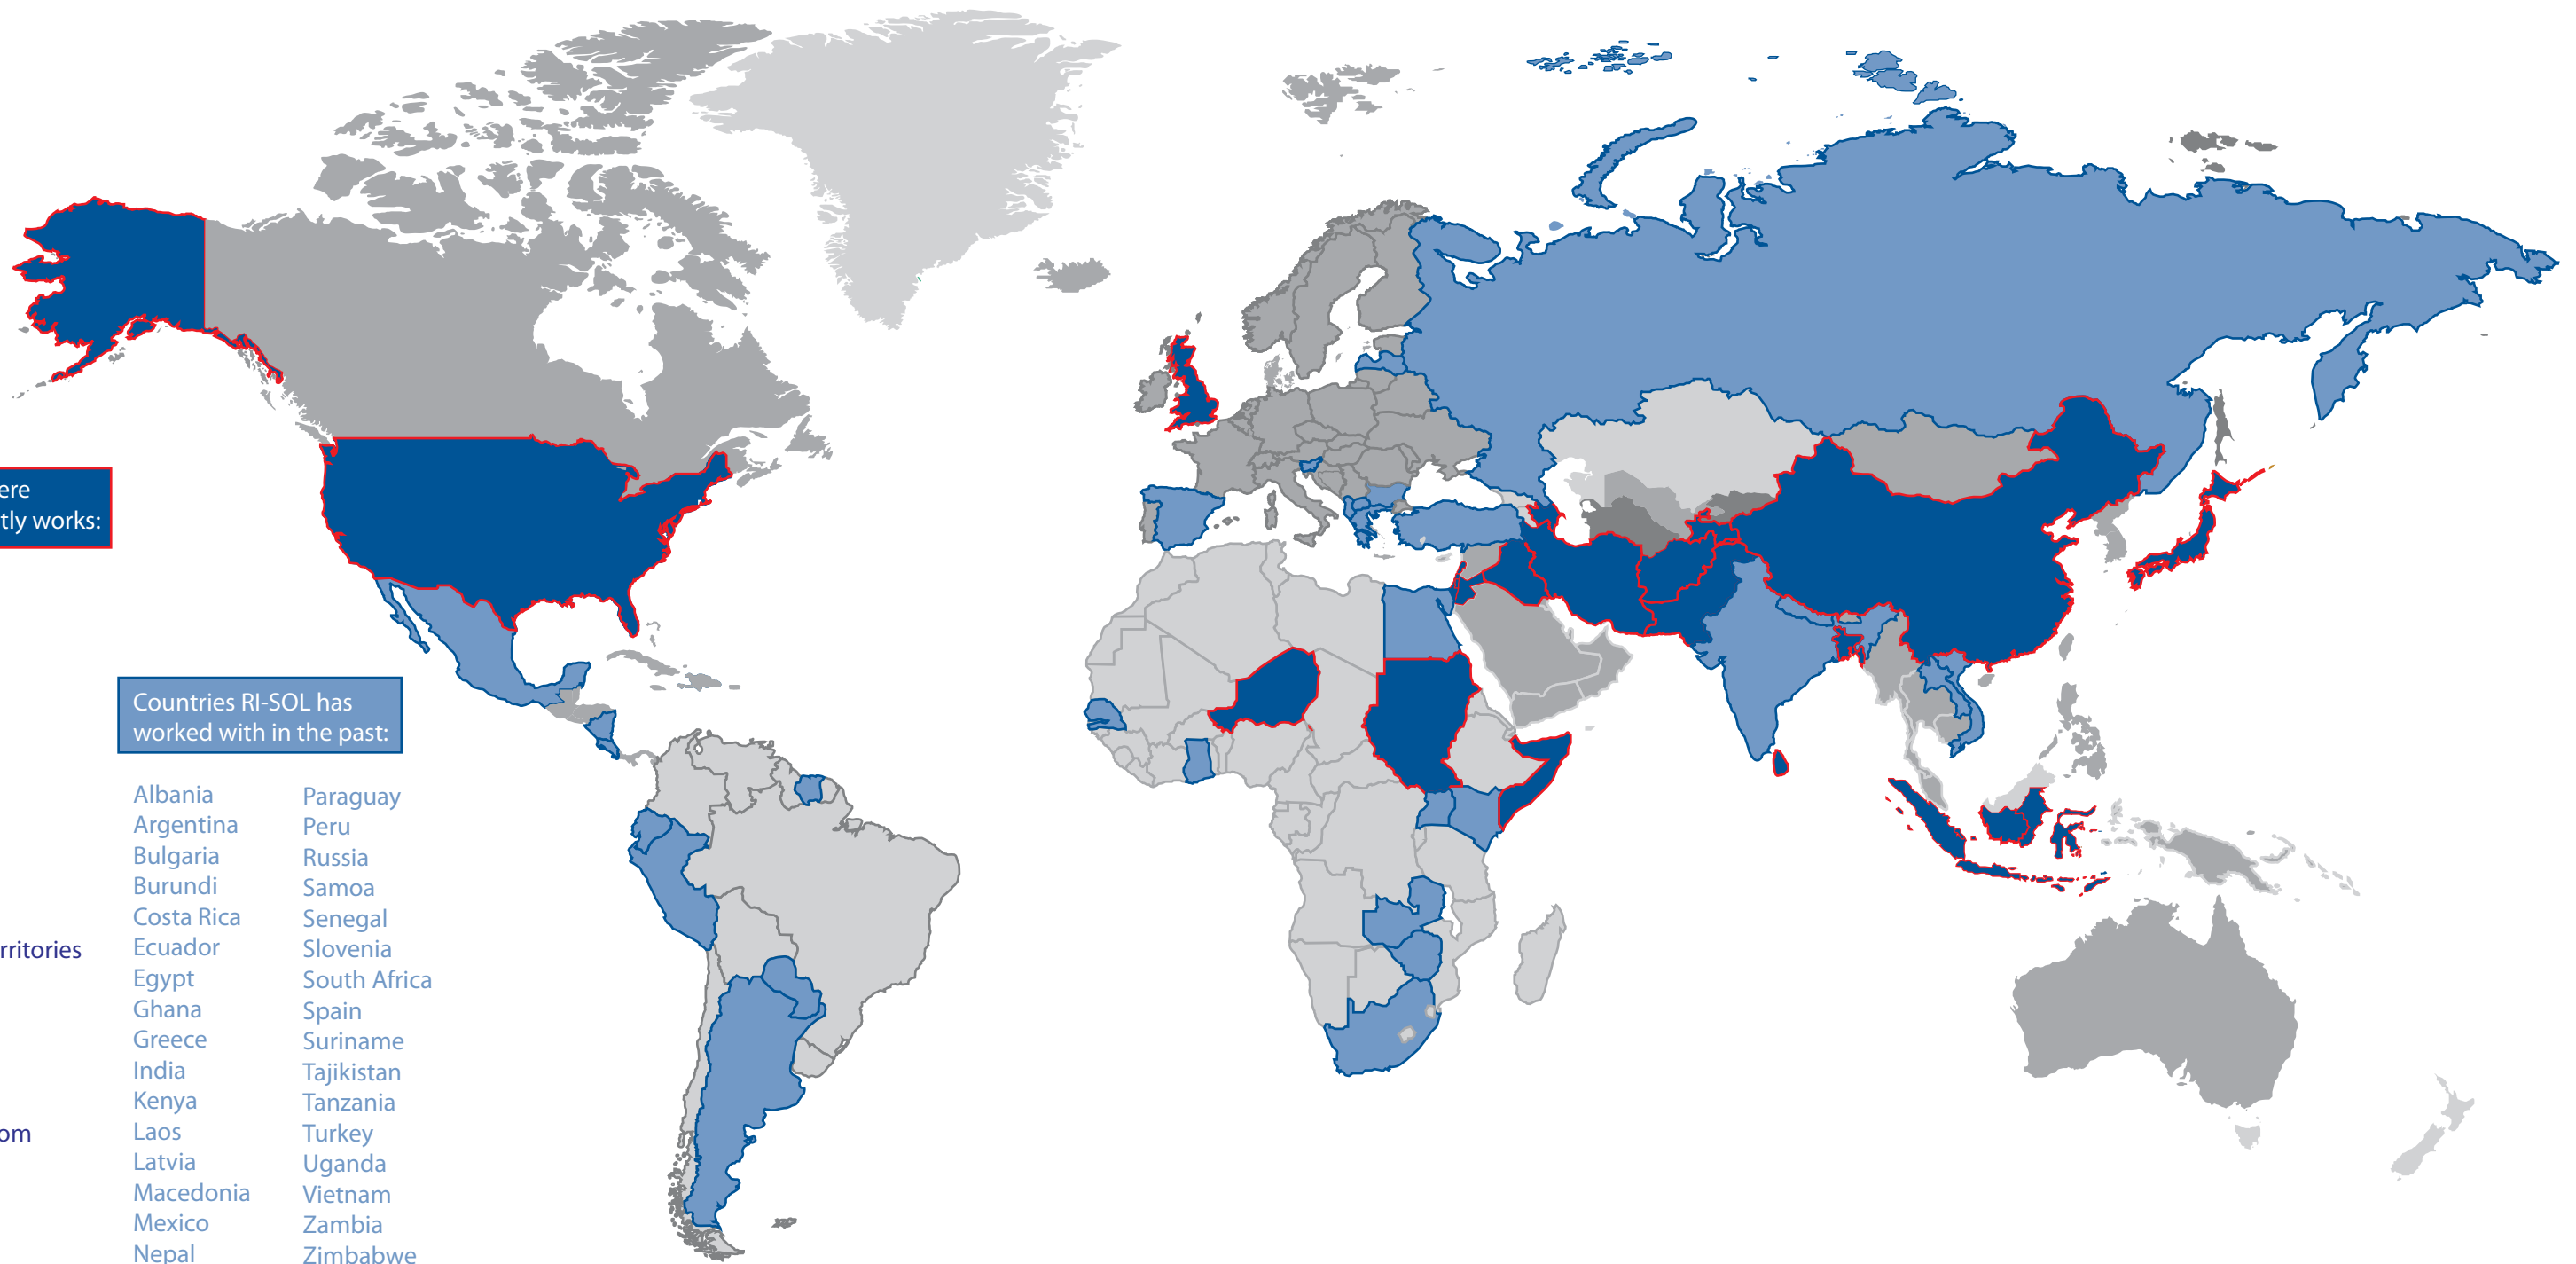 ere
tly works:
rritories
om
Countries RI-SOL has
worked with in the past:
Albania
Argentina
Bulgaria
Burundi
Costa Rica
Ecuador
Egypt
Ghana
Greece
India
Kenya
Laos
Latvia
Macedonia
Mexico
Nepal
Paraguay
Peru
Russia
Samoa
Senegal
Slovenia
South Africa
Spain
Suriname
Tajikistan
Tanzania
Turkey
Uganda
Vietnam
Zambia
Zimbabwe